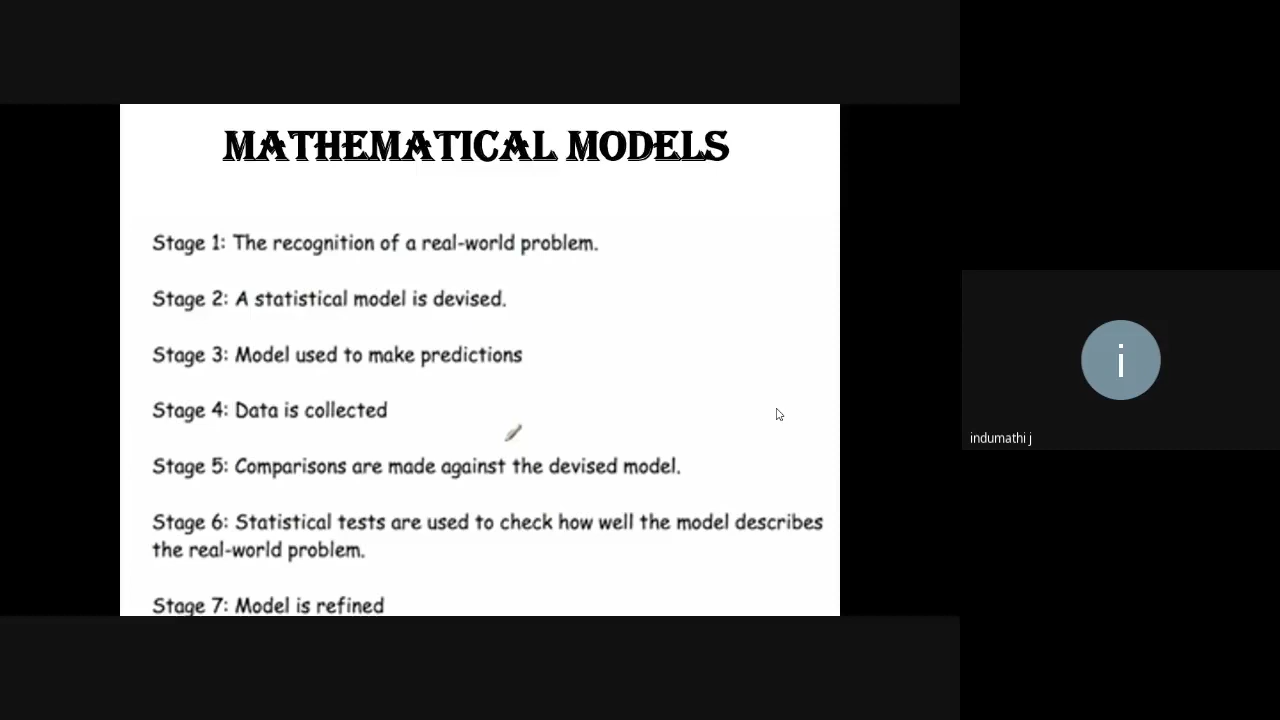 MATHEMATICAL MODELS
Stage 1: The recognition of a real-world problem.
Stage 2: A statistical model is devised.
Stage 3: Model used to make predictions
Stage 4: Data is collected
Stage 5: Comparisons are made against the devised model.
Stage 6: Statistical tests are used to check how well the model describes
the real-world problem.
Stage 7: Model is refined
i
indumathi j